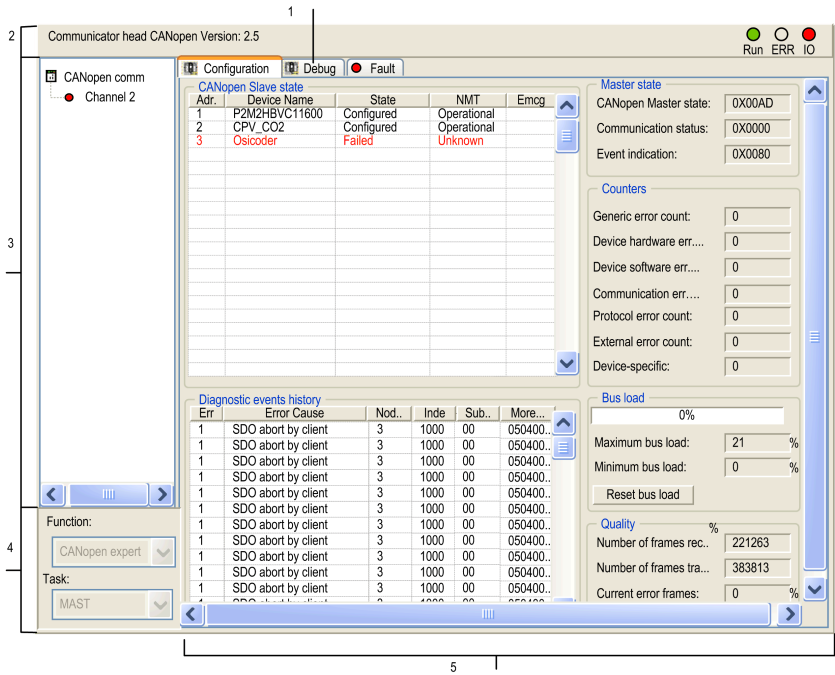 1
2
Communicator head CANopen Version: 2.5
Run ERR IO
CANopen comm
Channel 2
Configuration Debug Fault
CANopen Slave state
Adr. Device Name State NMT Emcg
1 P2M2HBVC11600 Configured Operational
2 CPV_CO2 Configured Operational
3 Osicoder Failed Unknown
Master state
CANopen Master state: 0X00AD
Communication status: 0X0000
Event indication: 0X0080
Counters
Generic error count: 0
Device hardware err.... 0
Device software err.... 0
Communication err.... 0
Protocol error count: 0
External error count: 0
Device-specific: 0
3
Diagnostic events history
Err Error Cause Nod.. Inde Sub.. More...
1 SDO abort by client 3 1000 00 050400..
1 SDO abort by client 3 1000 00 050400..
1 SDO abort by client 3 1000 00 050400..
1 SDO abort by client 3 1000 00 050400..
1 SDO abort by client 3 1000 00 050400..
1 SDO abort by client 3 1000 00 050400..
1 SDO abort by client 3 1000 00 050400..
1 SDO abort by client 3 1000 00 050400..
1 SDO abort by client 3 1000 00 050400..
1 SDO abort by client 3 1000 00 050400..
1 SDO abort by client 3 1000 00 050400..
Bus load
0%
Maximum bus load: 21 %
Minimum bus load: 0 %
Reset bus load
Quality %
Number of frames rec.. 221263
Number of frames tra... 383813
Current error frames: 0 %
Function:
CANopen expert
4
Task:
MAST
5